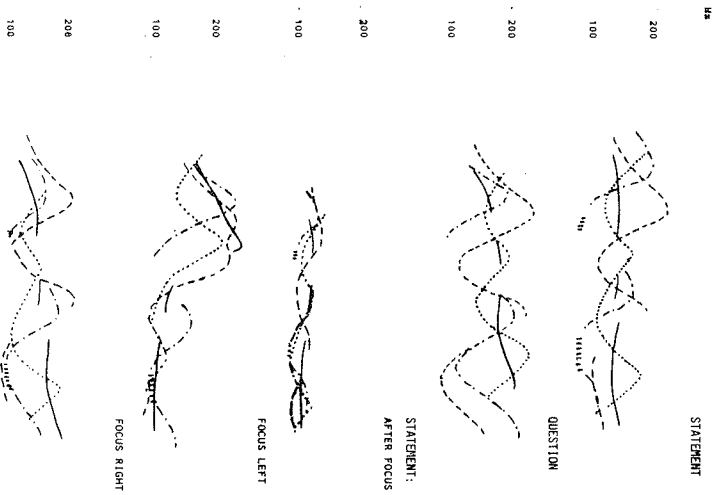 Hz
STATEMENT
200
100
QUESTION
200
100
STATEMENT:
AFTER FOCUS
200
100
FOCUS LEFT
200
100
FOCUS RIGHT
200
100